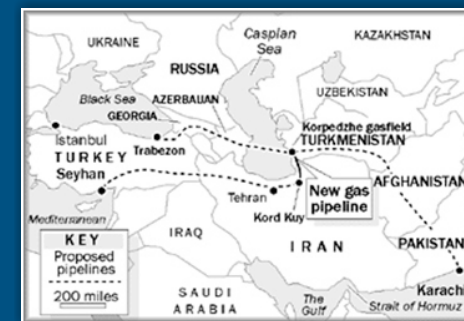 UKRAINE
Caspian
Sea
KAZAKHSTAN
RUSSIA
UZBEKISTAN
Black Sea
AZERBAIJAN
GEORGIA
Korpedzhe gasfield
TURKMENISTAN
Istanbul
Trabezon
TURKEY
Seyhan
AFGHANISTAN
New gas
pipeline
Tehran
Kord Kuy
Mediterranean
KEY
Proposed
pipelines
200 miles
IRAQ
IRAN
PAKISTAN
SAUDI
ARABIA
The
Gulf
Karachi
Strait of Hormuz